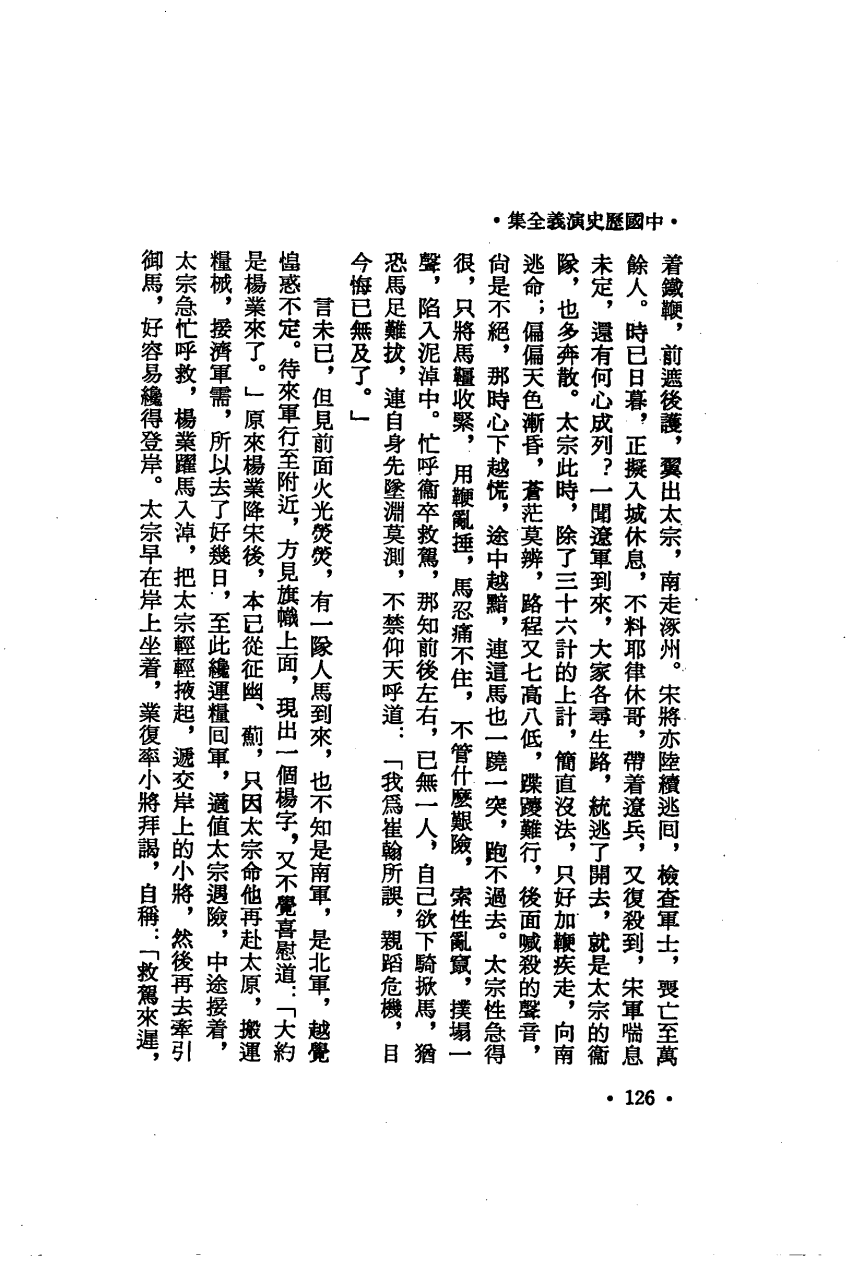 ·中國歷史演義全集·
着鐵鞭，前遮後護，翼出太宗，南走涿州。宋將亦陸續逃囘，檢查軍士，喪亡至萬
餘人。時已日暮，正擬入城休息，不料耶律休哥，帶着遼兵，又復殺到，宋軍喘息
未定，還有何心成列？一聞遼軍到來，大家各尋生路，統逃了開去，就是太宗的衞
隊，也多奔散。太宗此時，除了三十六計的上計，簡直沒法，只好加鞭疾走，向南
逃命；偏偏天色漸昏，蒼茫莫辨，路程又七高八低，蹀躞難行，後面喊殺的聲音，
尙是不絕，那時心下越慌，途中越黯，連這馬也一蹺一突，跑不過去。太宗性急得
很，只將馬韁收緊，用鞭亂捶，馬忍痛不住，不管什麼艱險，索性亂竄，撲塌一
聲，陷入泥淖中。忙呼衞卒救駕，那知前後左右，已無一人，自己欲下騎掀馬，猶
恐馬足難拔，連自身先墜淵莫測，不禁仰天呼道：「我爲崔翰所誤，親蹈危機，目
今悔已無及了。」
言未已，但見前面火光熒熒，有一隊人馬到來，也不知是南軍，是北軍，越覺
惶惑不定。待來軍行至附近，方見旗幟上面，現出一個楊字，又不覺喜慰道：「大約
是楊業來了。」原來楊業降宋後，本已從征幽、薊，只因太宗命他再赴太原，搬運
糧械，接濟軍需，所以去了好幾日，至此纔運糧囘軍，適值太宗遇險，中途接着，
太宗急忙呼救，楊業躍馬入淖，把太宗輕輕掖起，遞交岸上的小將，然後再去牽引
御馬，好容易纔得登岸。太宗早在岸上坐着，業復率小將拜謁，自稱：「救駕來遲，
·126·